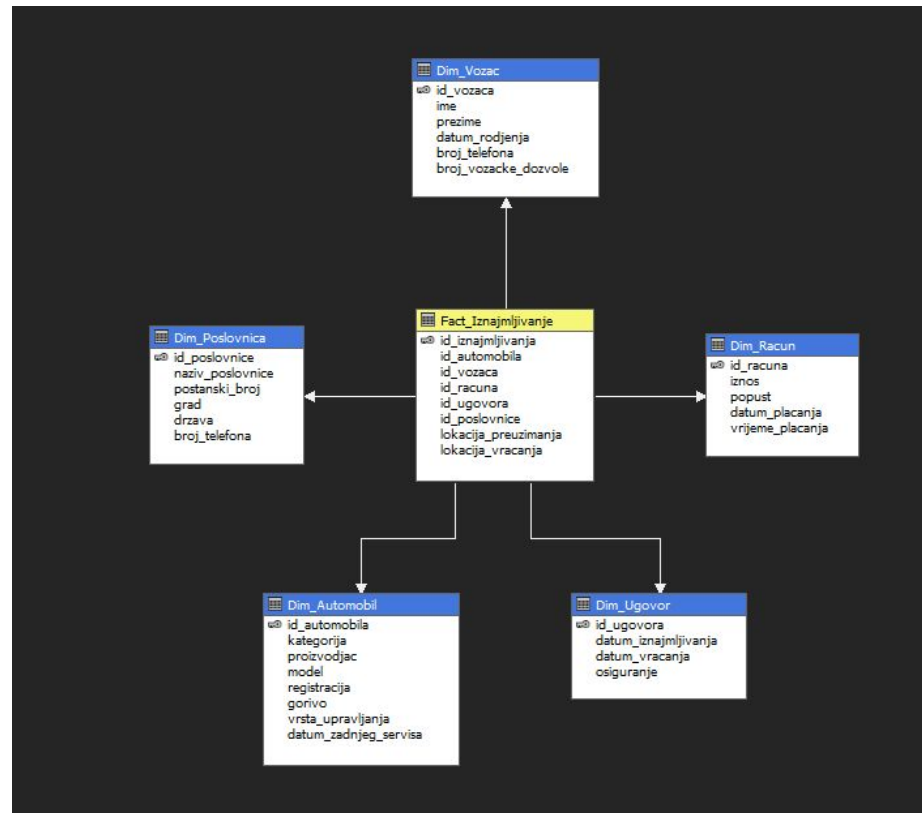 Dim_Vozac
id_vozaca
ime
prezime
datum_rodjenja
broj_telefona
broj_vozacke_dozvole
Dim_Poslovnica
id_poslovnice
naziv_poslovnice
postanski_broj
grad
drzava
broj_telefona
Fact_Iznajmljivanje
id_iznajmljivanja
id_automobila
id_vozaca
id_racuna
id_ugovora
id_poslovnice
lokacija_preuzimanja
lokacija_vracanja
Dim_Racun
id_racuna
iznos
popust
datum_placanja
vrijeme_placanja
Dim_Automobil
id_automobila
kategorija
proizvodjac
model
registracija
gorivo
vrsta_upravljanja
datum_zadnjeg_servisa
Dim_Ugovor
id_ugovora
datum_iznajmljivanja
datum_vracanja
osiguranje